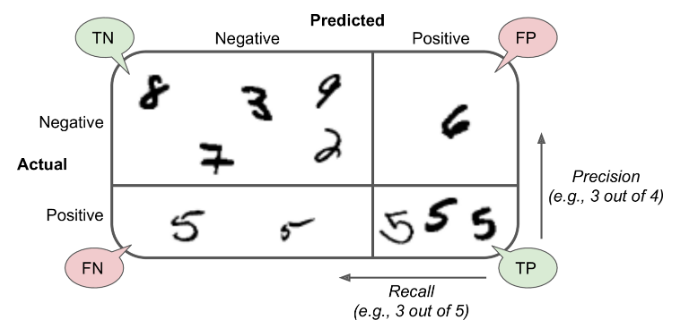 Predicted
TN
Negative
Positive
FP
8 3 9
6
Negative
7 2
Actual
Precision
(e.g., 3 out of 4)
Positive
5 5
5 5 5
FN
TP
Recall
(e.g., 3 out of 5)